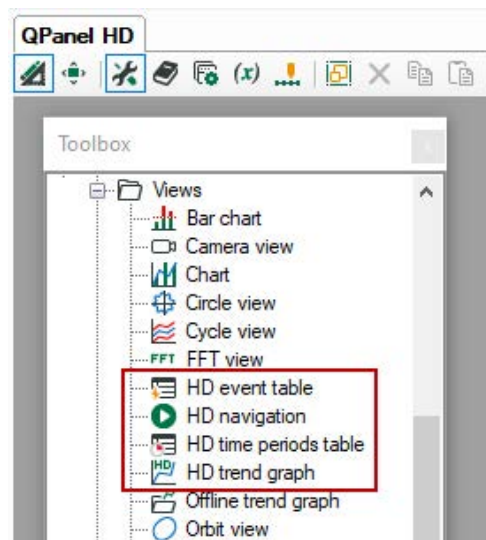 QPanel HD
(x)
Toolbox
Views
Bar chart
Camera view
Chart
Circle view
Cycle view
FFT FFT view
HD event table
HD navigation
HD time periods table
HD HD trend graph
Offline trend graph
Orbit view